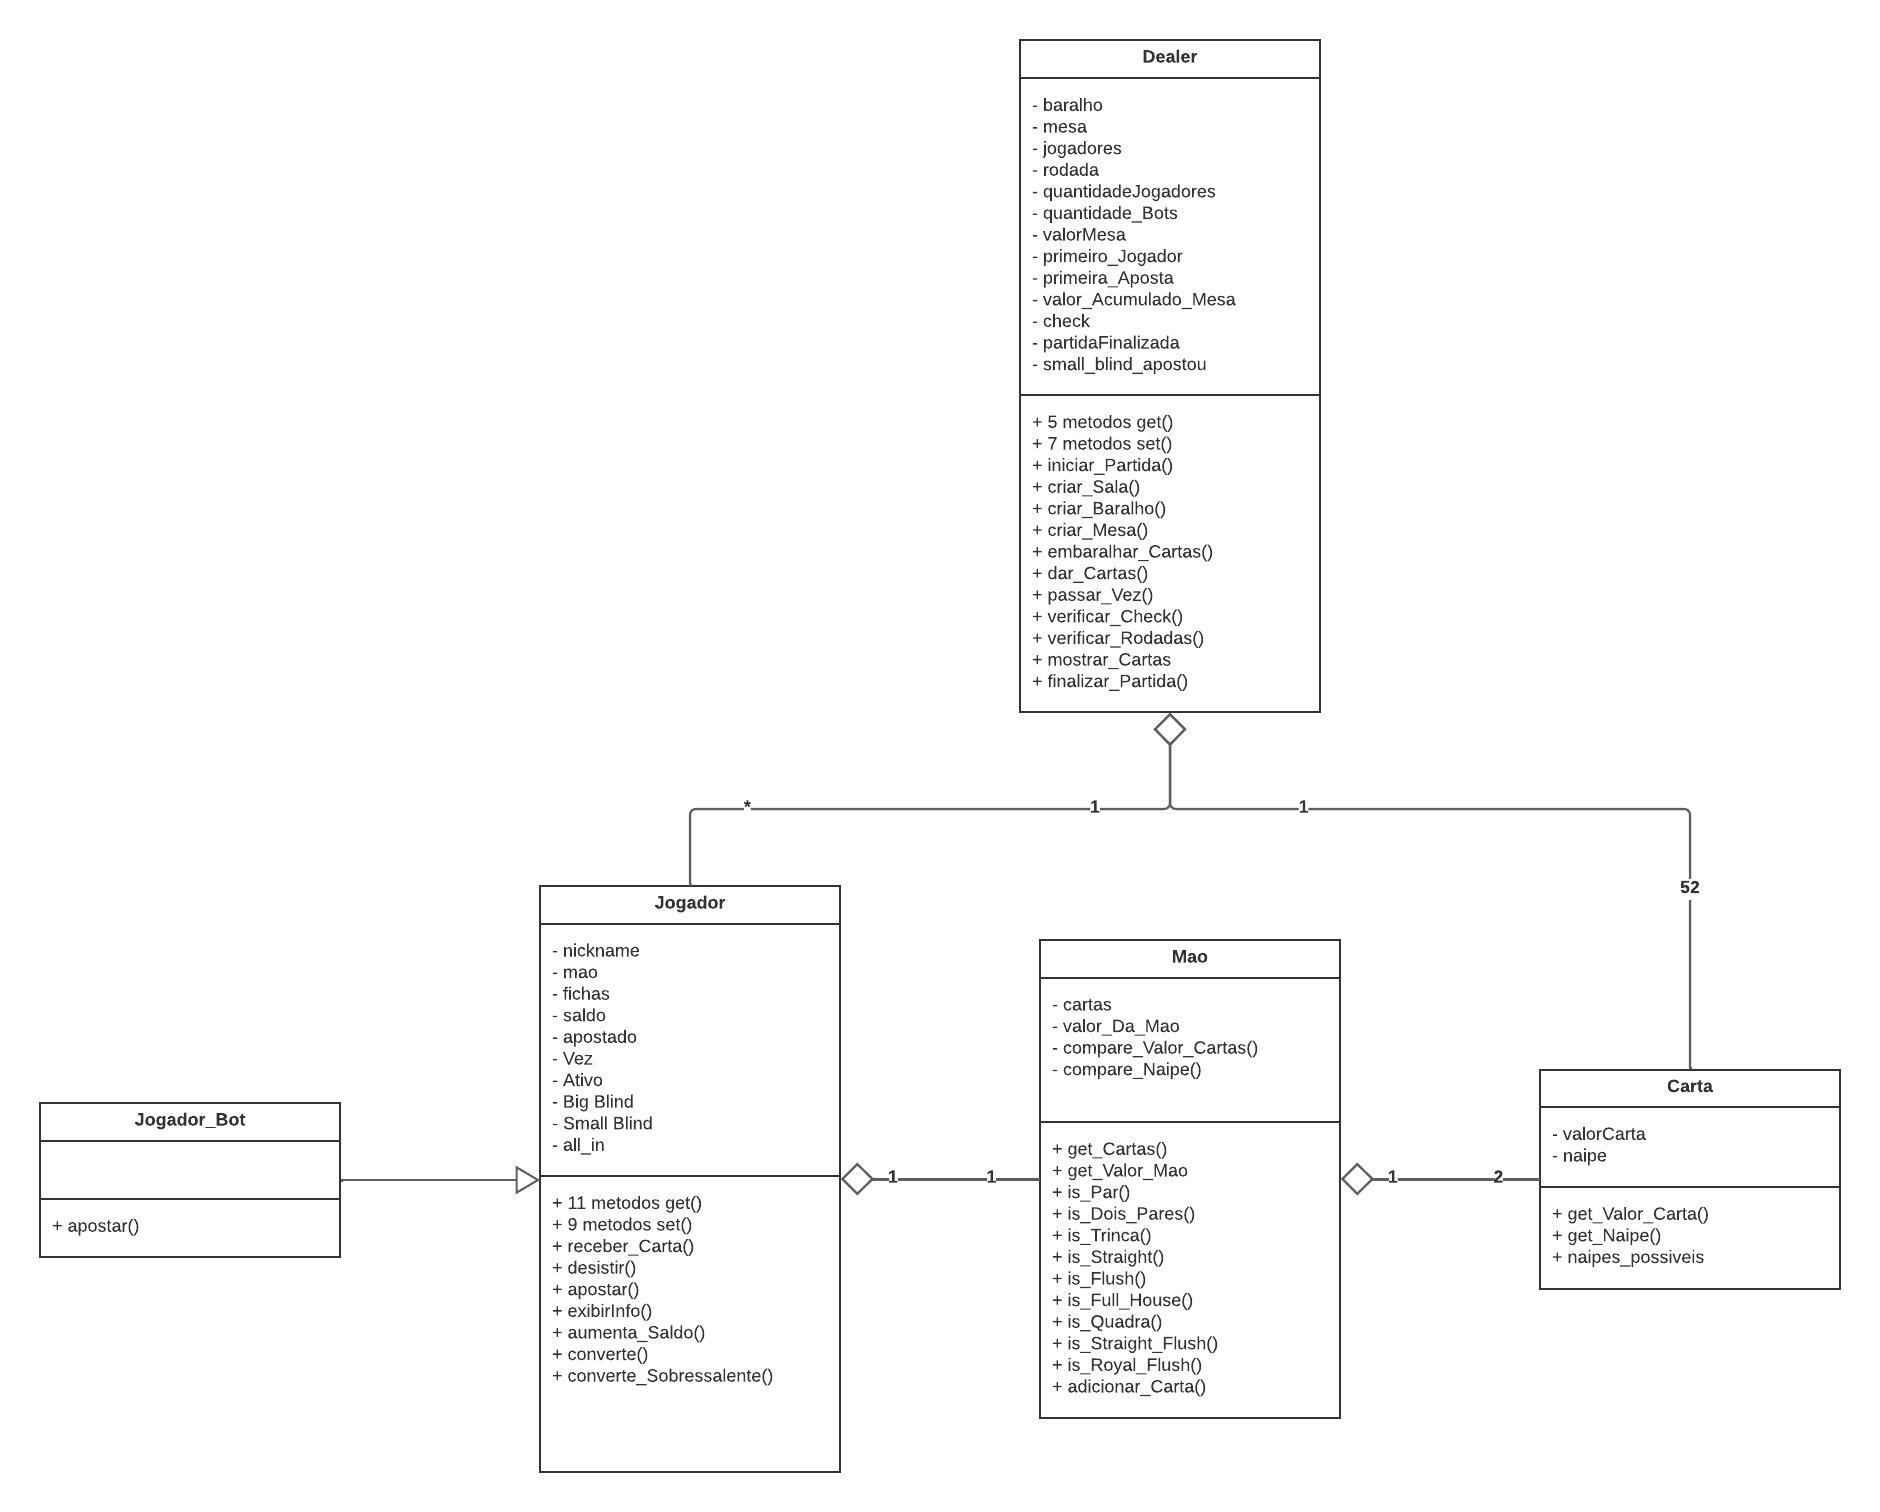 Dealer
- baralho
- mesa
- jogadores
- rodada
- quantidadeJogadores
- quantidade_Bots
- valorMesa
- primeiro_Jogador
- primeira_Aposta
- valor_Acumulado_Mesa
- check
- partidaFinalizada
- small_blind_apostou
+ 5 metodos get()
+ 7 metodos set()
+ iniciar_Partida()
+ criar_Sala()
+ criar_Baralho()
+ criar_Mesa()
+ embaralhar_Cartas()
+ dar_Cartas()
+ passar_Vez()
+ verificar_Check()
+ verificar_Rodadas()
+ mostrar_Cartas
+ finalizar_Partida()
* 1 1
52
Jogador
- nickname
- mao
- fichas
- saldo
- apostado
- Vez
- Ativo
- Big Blind
- Small Blind
- all_in
+ 11 metodos get()
+ 9 metodos set()
+ receber_Carta()
+ desistir()
+ apostar()
+ exibirInfo()
+ aumenta_Saldo()
+ converte()
+ converte_Sobressalente()
Jogador_Bot
+ apostar()
1 1
Mao
- cartas
- valor_Da_Mao
- compare_Valor_Cartas()
- compare_Naipe()
+ get_Cartas()
+ get_Valor_Mao
+ is_Par()
+ is_Dois_Pares()
+ is_Trinca()
+ is_Straight()
+ is_Flush()
+ is_Full_House()
+ is_Quadra()
+ is_Straight_Flush()
+ is_Royal_Flush()
+ adicionar_Carta()
1 2
Carta
- valorCarta
- naipe
+ get_Valor_Carta()
+ get_Naipe()
+ naipes_possiveis